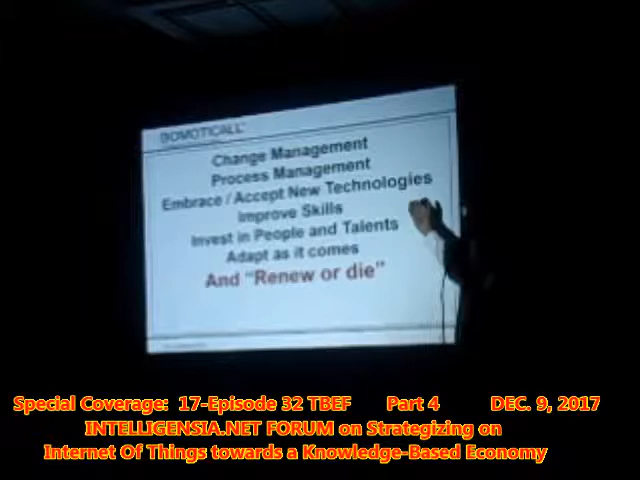 DOMOTICALL
Change Management
Process Management
Embrace / Accept New Technologies
Improve Skills
Invest in People and Talents
Adapt as it comes
And "Renew or die"
Special Coverage: 17-Episode 32 TBEF Part 4 DEC. 9, 2017
INTELLIGENSIA.NET FORUM on Strategizing on
Internet Of Things towards a Knowledge-Based Economy